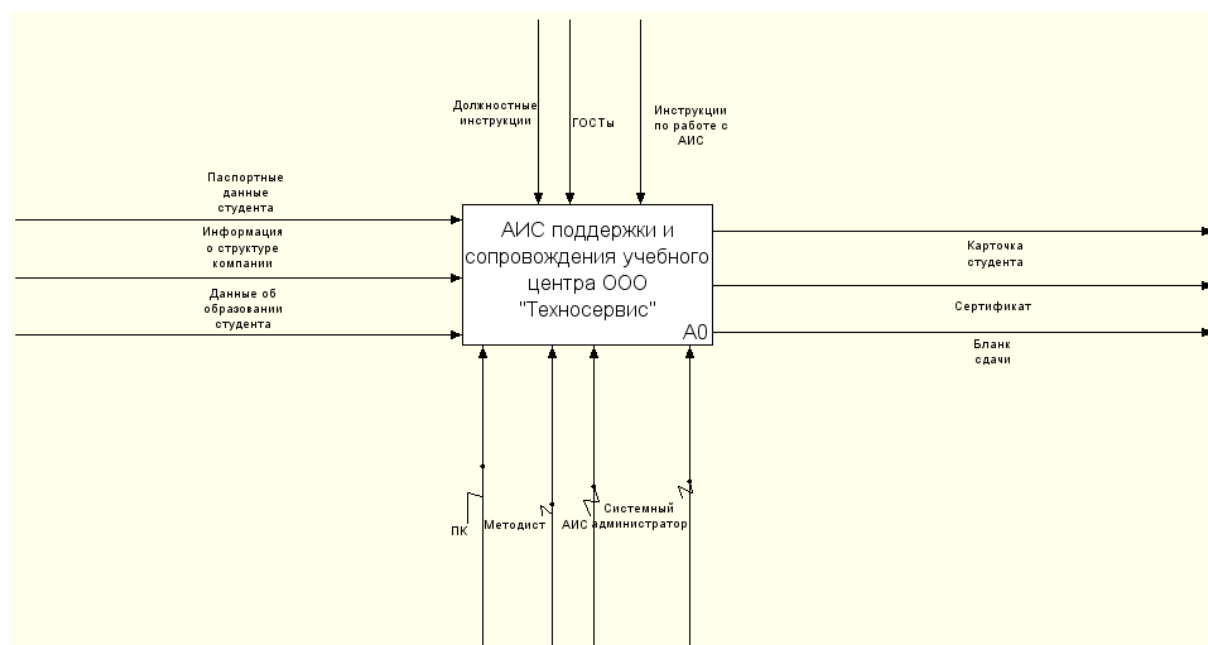 Должностные
инструкции
ГОСТы
Инструкции
по работе с
АИС
Паспортные
данные
студента
Информация
о структуре
компании
Данные об
образовании
студента
АИС поддержки и
сопровождения учебного
центра ООО
"Техносервис"
A0
Карточка
студента
Сертификат
Бланк
сдачи
ПК
Методист
АИС
Системный
администратор